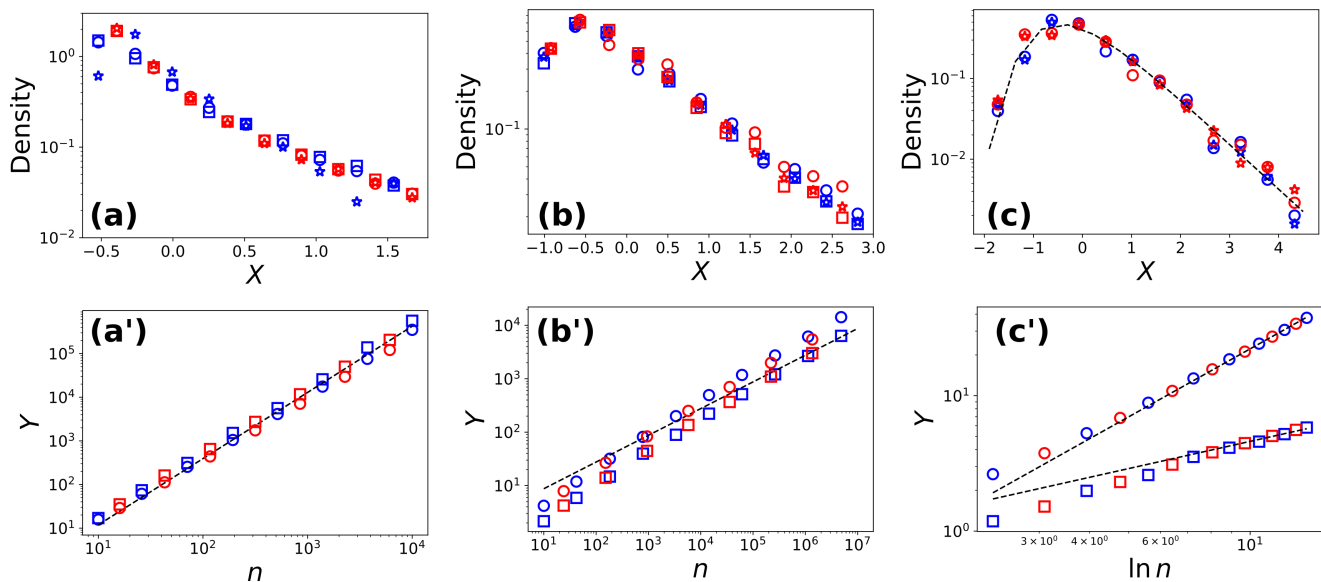 Density
10^0
10^-1
10^-2
(a)
−0.5 0.0 0.5 1.0 1.5
X
Density
10^-1
(b)
−1.0 −0.5 0.0 0.5 1.0 1.5 2.0 2.5 3.0
X
Density
10^-1
10^-2
(c)
−2 −1 0 1 2 3 4
X
Y
10^5
10^4
10^3
10^2
10^1
(a')
10^1 10^2 10^3 10^4
n
Y
10^4
10^3
10^2
10^1
(b')
10^1 10^2 10^3 10^4 10^5 10^6 10^7
n
Y
10^1
10^0
(c')
3 × 10^0 4 × 10^0 6 × 10^0 10^1
ln n